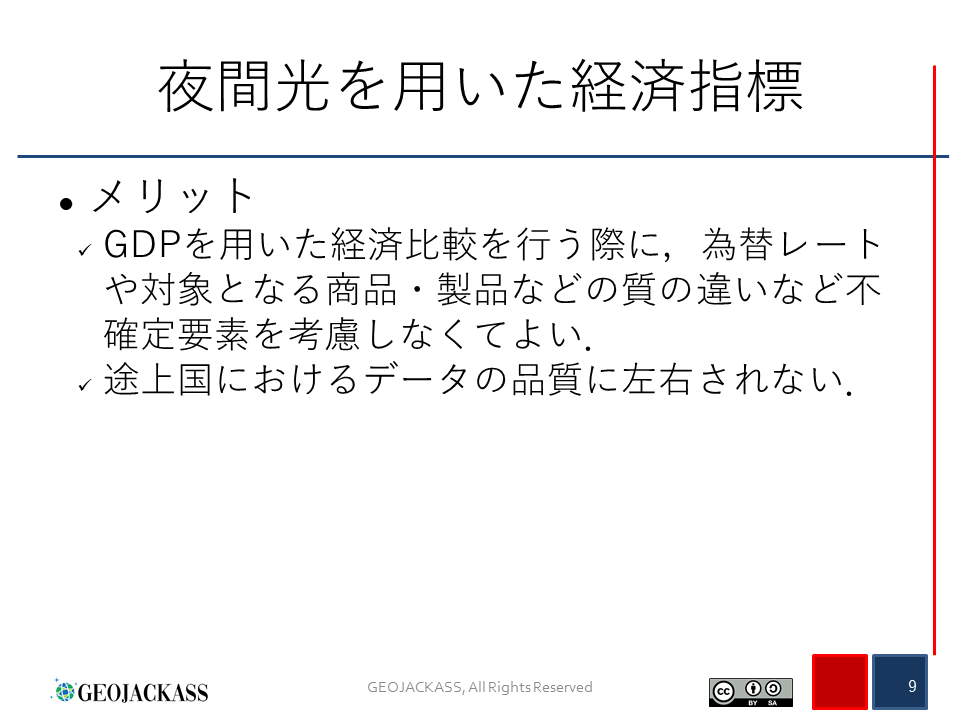 夜間光を用いた経済指標
● メリット
✓ GDPを用いた経済比較を行う際に，為替レート
や対象となる商品・製品などの質の違いなど不
確定要素を考慮しなくてよい．
✓ 途上国におけるデータの品質に左右されない．
GEOJACKASS
GEOJACKASS, All Rights Reserved
cc BY SA
9